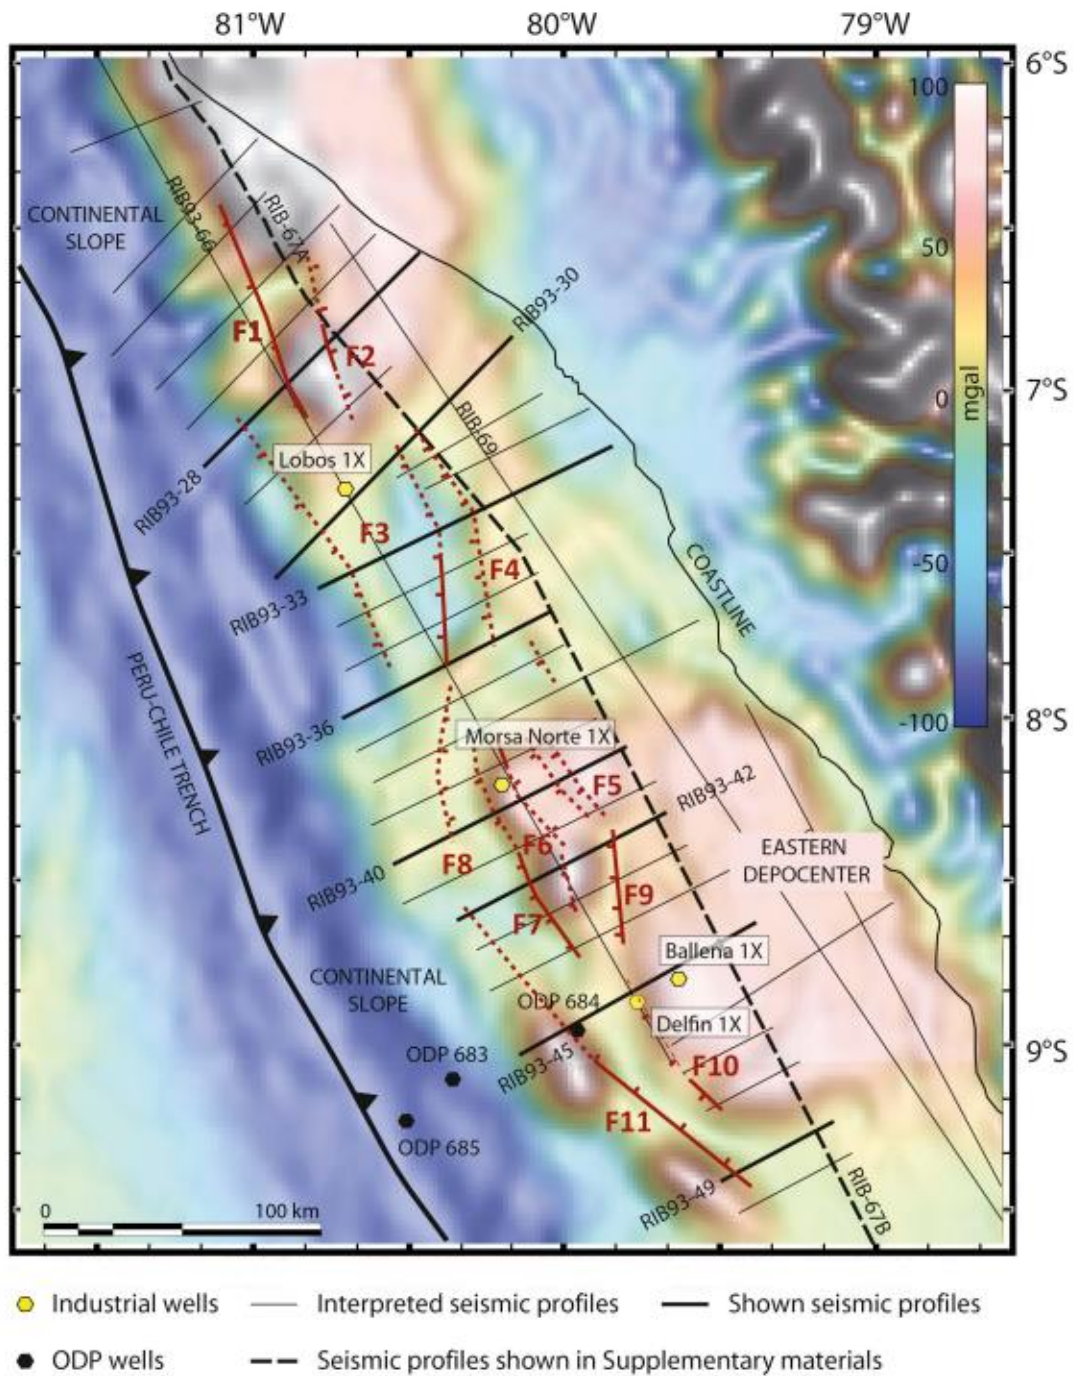 81°W 80°W 79°W
6°S
100
CONTINENTAL
SLOPE
RIB93-66
RIB-67A
50
RIB93-30
F1
F2
7°S
0
mgal
RIB-69
Lobos 1X
RIB93-28
F3
COASTLINE
-50
F4
RIB93-33
PERU-CHILE TRENCH
8°S
-100
RIB93-36
Morsa Norte 1X
F5
RIB93-42
F6
EASTERN
DEPOCENTER
F8
RIB93-40
F9
F7
Ballena 1X
CONTINENTAL
SLOPE
ODP 684
Delfin 1X
9°S
ODP 683
RIB93-45
F10
F11
ODP 685
RIB93-49
RIB-67B
0 100 km
Industrial wells Interpreted seismic profiles Shown seismic profiles
ODP wells Seismic profiles shown in Supplementary materials